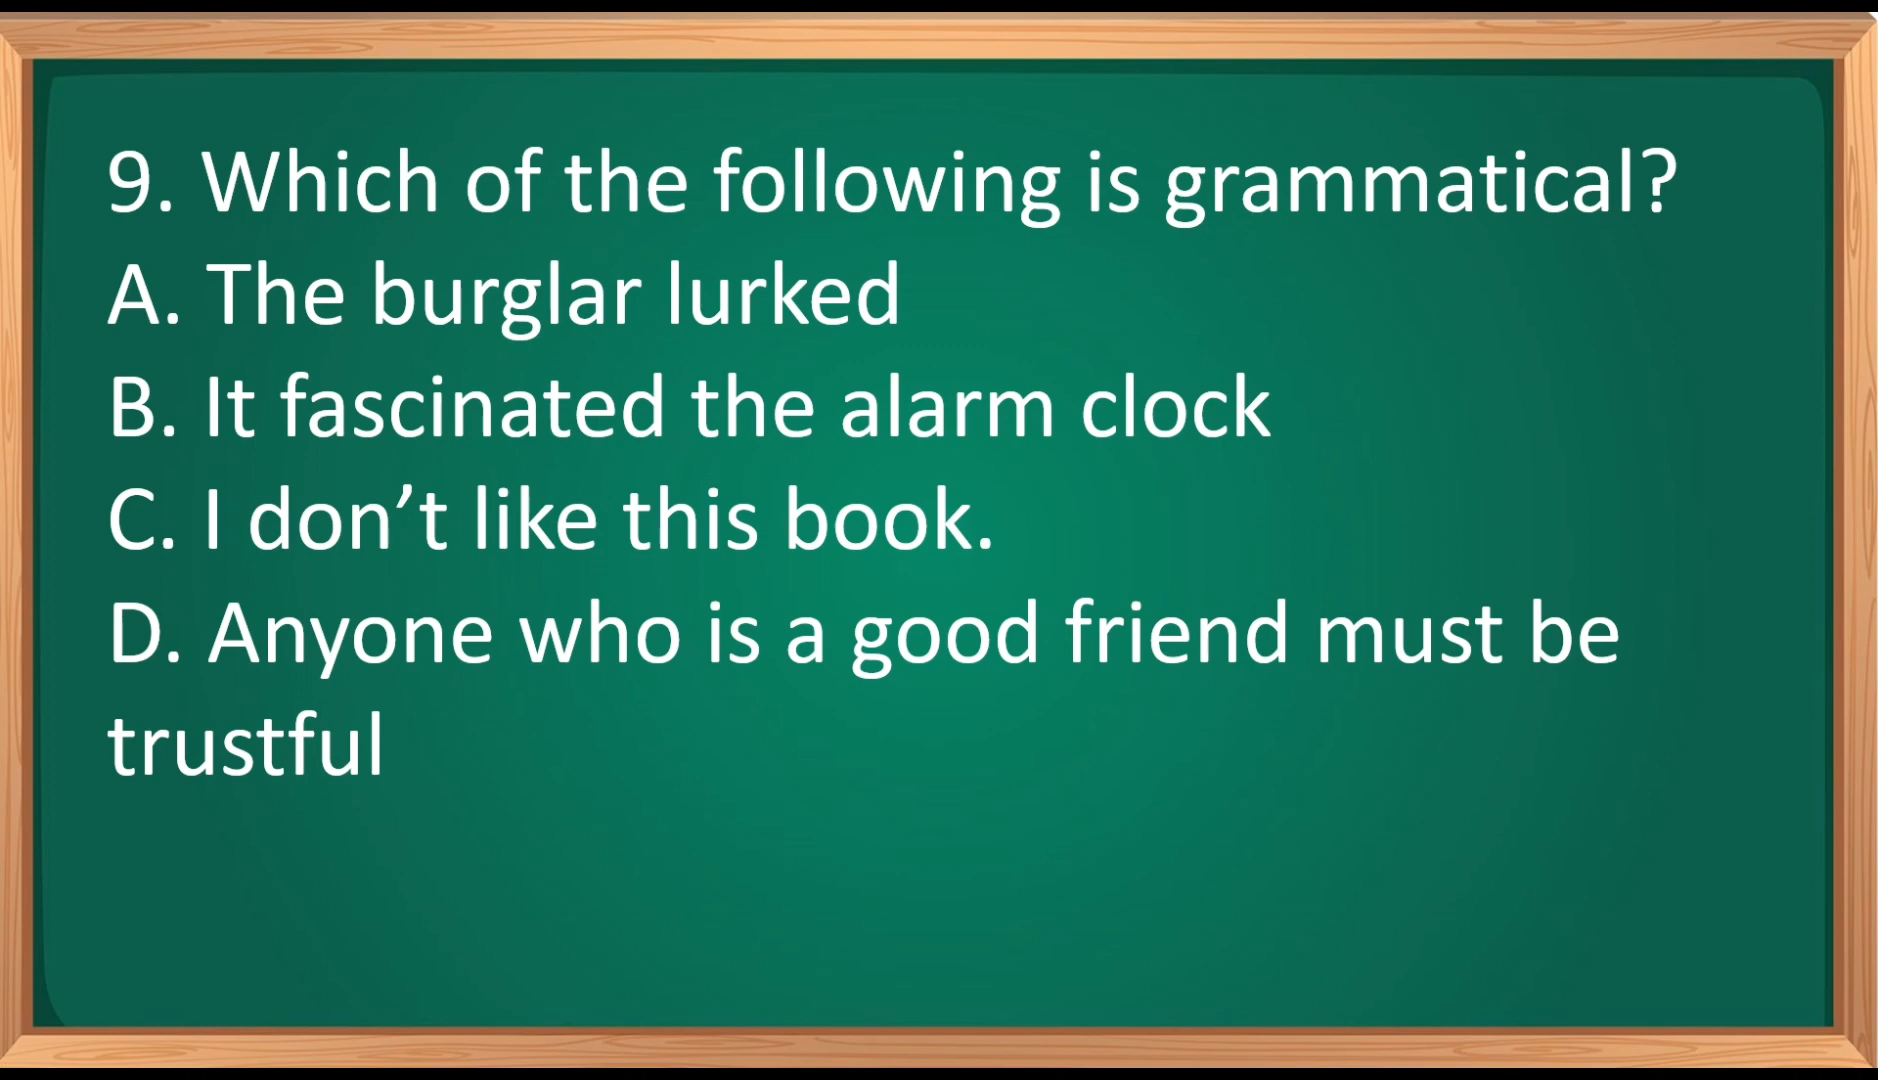 9. Which of the following is grammatical?
A. The burglar lurked
B. It fascinated the alarm clock
C. I don’t like this book.
D. Anyone who is a good friend must be
trustful